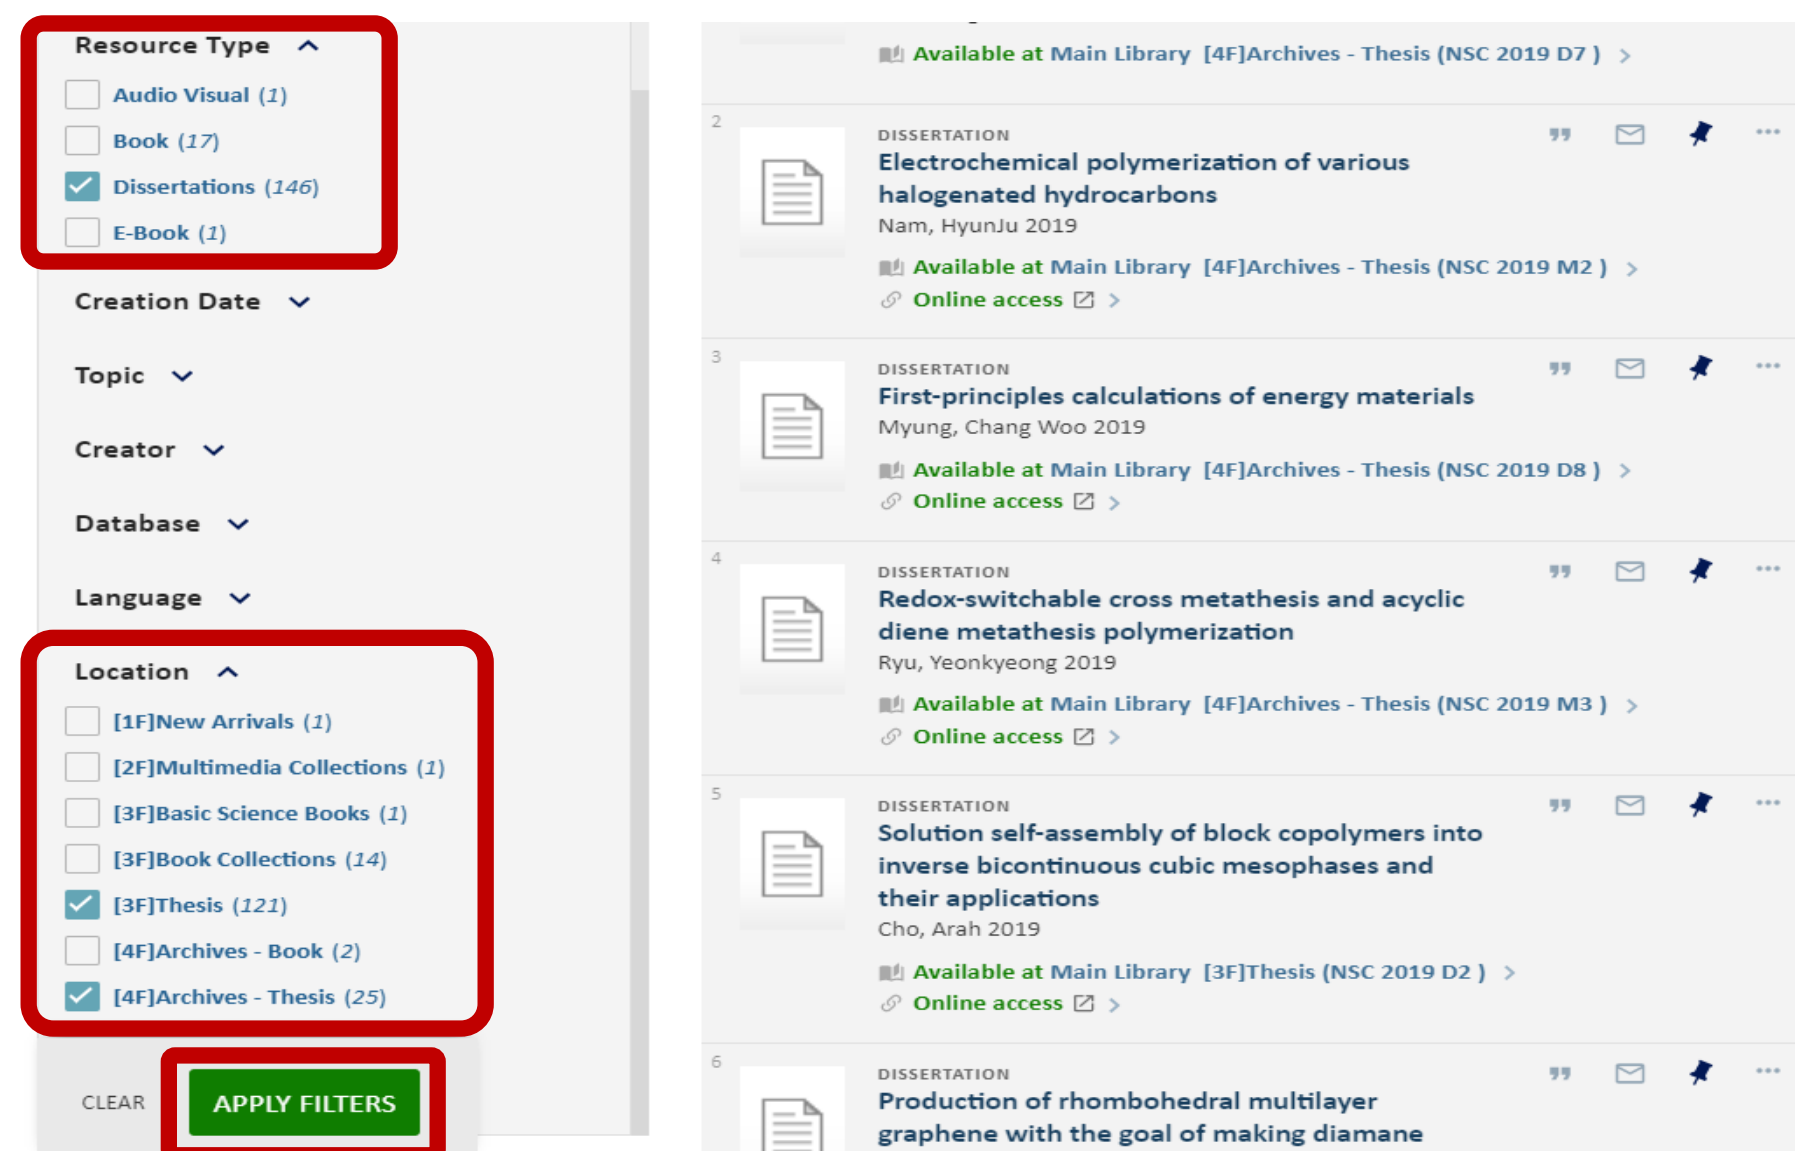 Resource Type
Audio Visual (1)
Book (17)
Dissertations (146)
E-Book (1)
Creation Date
Topic
Creator
Database
Language
Location
[1F]New Arrivals (1)
[2F]Multimedia Collections (1)
[3F]Basic Science Books (1)
[3F]Book Collections (14)
[3F]Thesis (121)
[4F]Archives - Book (2)
[4F]Archives - Thesis (25)
CLEAR
APPLY FILTERS
Available at Main Library [4F]Archives - Thesis (NSC 2019 D7 )
2
DISSERTATION
Electrochemical polymerization of various
halogenated hydrocarbons
Nam, HyunJu 2019
Available at Main Library [4F]Archives - Thesis (NSC 2019 M2 )
Online access
3
DISSERTATION
First-principles calculations of energy materials
Myung, Chang Woo 2019
Available at Main Library [4F]Archives - Thesis (NSC 2019 D8 )
Online access
4
DISSERTATION
Redox-switchable cross metathesis and acyclic
diene metathesis polymerization
Ryu, Yeonkyeong 2019
Available at Main Library [4F]Archives - Thesis (NSC 2019 M3 )
Online access
5
DISSERTATION
Solution self-assembly of block copolymers into
inverse bicontinuous cubic mesophases and
their applications
Cho, Arah 2019
Available at Main Library [3F]Thesis (NSC 2019 D2 )
Online access
6
DISSERTATION
Production of rhombohedral multilayer
graphene with the goal of making diamane